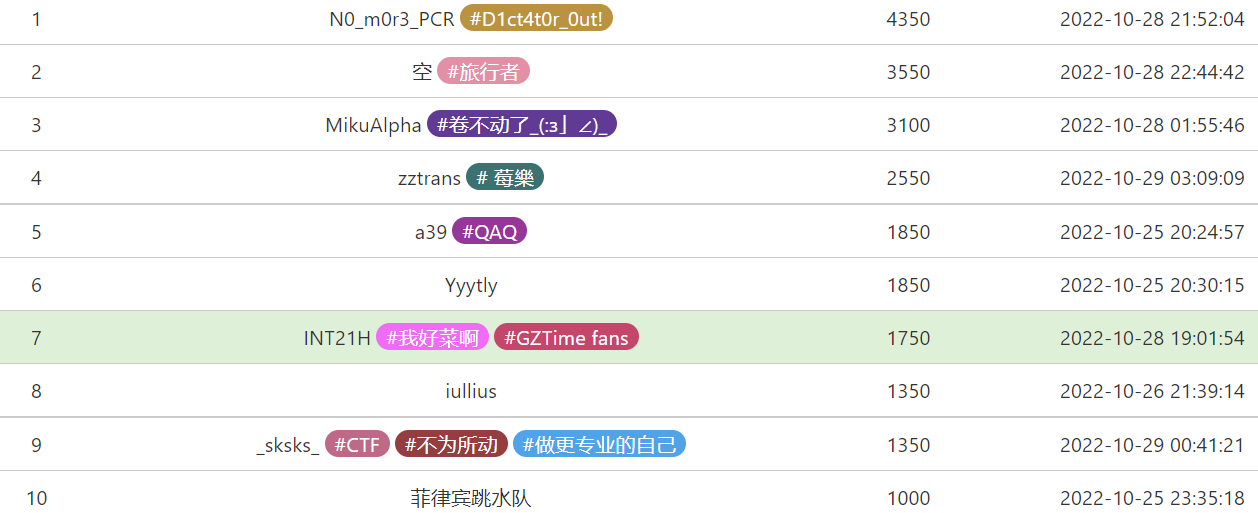 1 N0_m0r3_PCR #D1ct4t0r_0ut! 4350 2022-10-28 21:52:04
2 空 #旅行者 3550 2022-10-28 22:44:42
3 MikuAlpha #卷不动了_(:з」∠)_ 3100 2022-10-28 01:55:46
4 zztrans # 莓樂 2550 2022-10-29 03:09:09
5 a39 #QAQ 1850 2022-10-25 20:24:57
6 Yyytly 1850 2022-10-25 20:30:15
7 INT21H #我好菜啊 #GZTime fans 1750 2022-10-28 19:01:54
8 iullius 1350 2022-10-26 21:39:14
9 _sksks_ #CTF #不为所动 #做更专业的自己 1350 2022-10-29 00:41:21
10 菲律宾跳水队 1000 2022-10-25 23:35:18